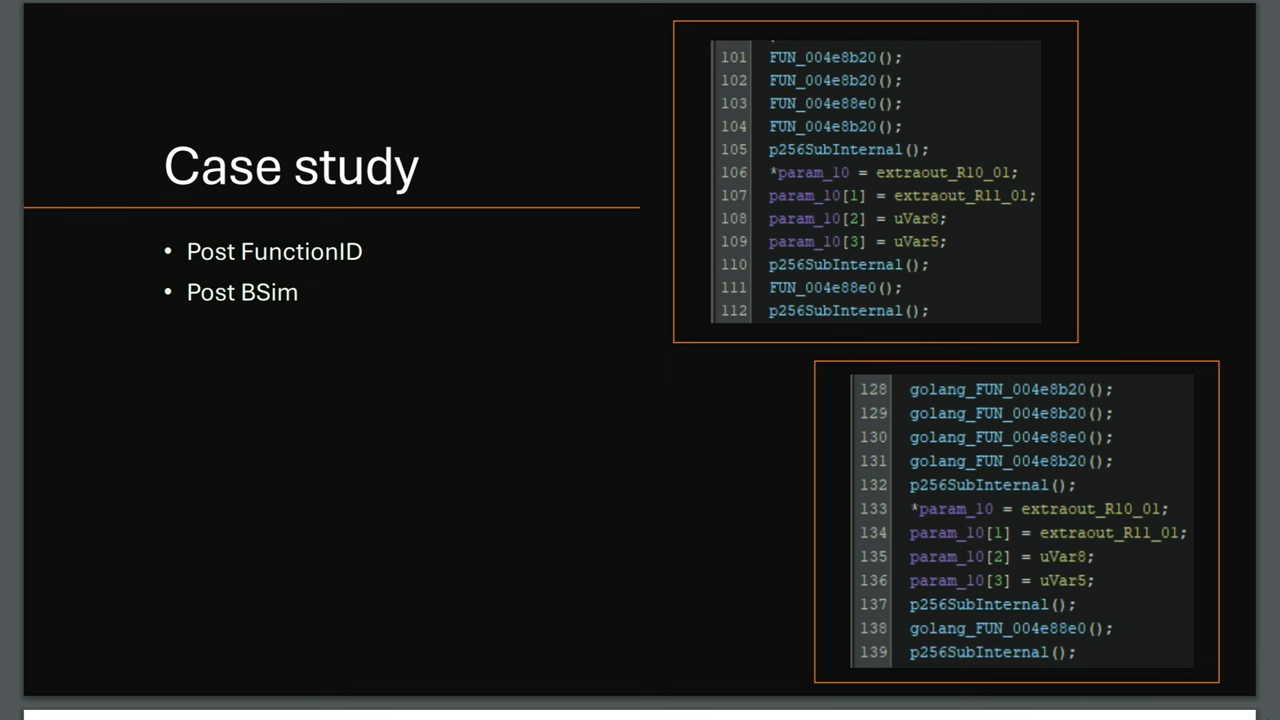 Case study
• Post FunctionID
• Post BSim
101 FUN_004e8b20();
102 FUN_004e8b20();
103 FUN_004e88e0();
104 FUN_004e8b20();
105 p256SubInternal();
106 *param_10 = extraout_R10_01;
107 param_10[1] = extraout_R11_01;
108 param_10[2] = uVar8;
109 param_10[3] = uVar5;
110 p256SubInternal();
111 FUN_004e88e0();
112 p256SubInternal();
128 golang_FUN_004e8b20();
129 golang_FUN_004e8b20();
130 golang_FUN_004e88e0();
131 golang_FUN_004e8b20();
132 p256SubInternal();
133 *param_10 = extraout_R10_01;
134 param_10[1] = extraout_R11_01;
135 param_10[2] = uVar8;
136 param_10[3] = uVar5;
137 p256SubInternal();
138 golang_FUN_004e88e0();
139 p256SubInternal();